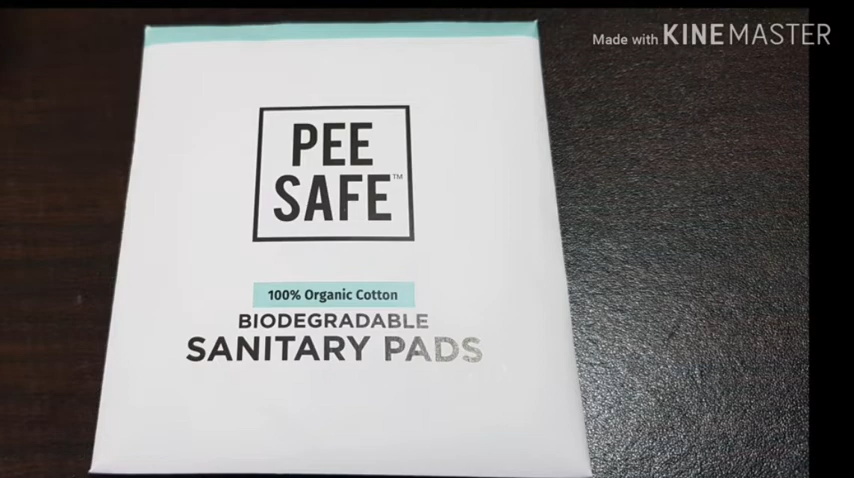 Made with KINEMASTER
PEE
SAFE™
100% Organic Cotton
BIODEGRADABLE
SANITARY PADS